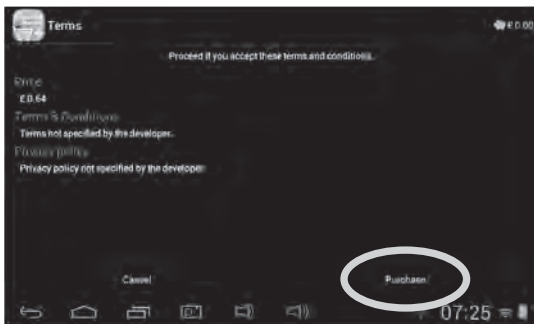 Terms
£0.00
Proceed if you accept these terms and conditions.
Price
£0.64
Terms & Conditions
Terms not specified by the developer.
Privacy policy
Privacy policy not specified by the developer
Cancel
Purchase
07:25